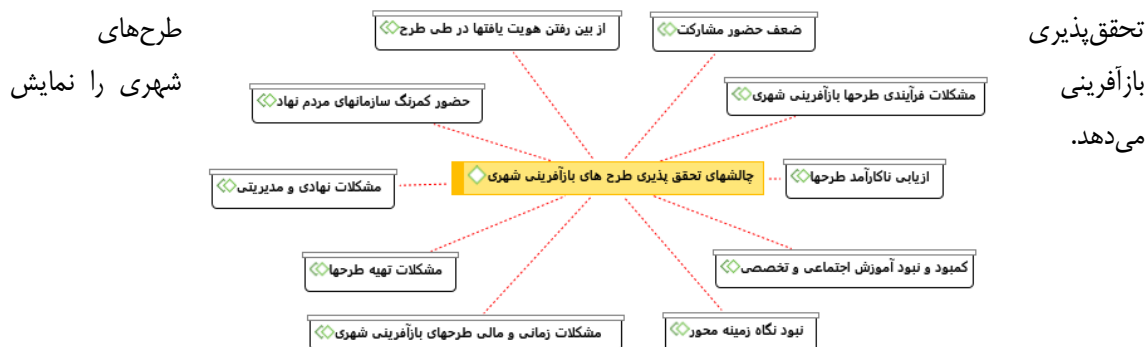 تحقق‌پذیری طرح‌های
بازآفرینی شهری را نمایش
می‌دهد.
ضعف حضور مشارکت
از بین رفتن هویت یافتها در طی طرح
مشکلات فرآیندی طرحها بازآفرینی شهری
حضور کمرنگ سازمانهای مردم نهاد
چالشهای تحقق پذیری طرح های بازآفرینی شهری
ازیابی ناکارآمد طرحها
مشکلات نهادی و مدیریتی
کمبود و نبود آموزش اجتماعی و تخصصی
مشکلات تهیه طرحها
نبود نگاه زمینه محور
مشکلات زمانی و مالی طرحهای بازآفرینی شهری